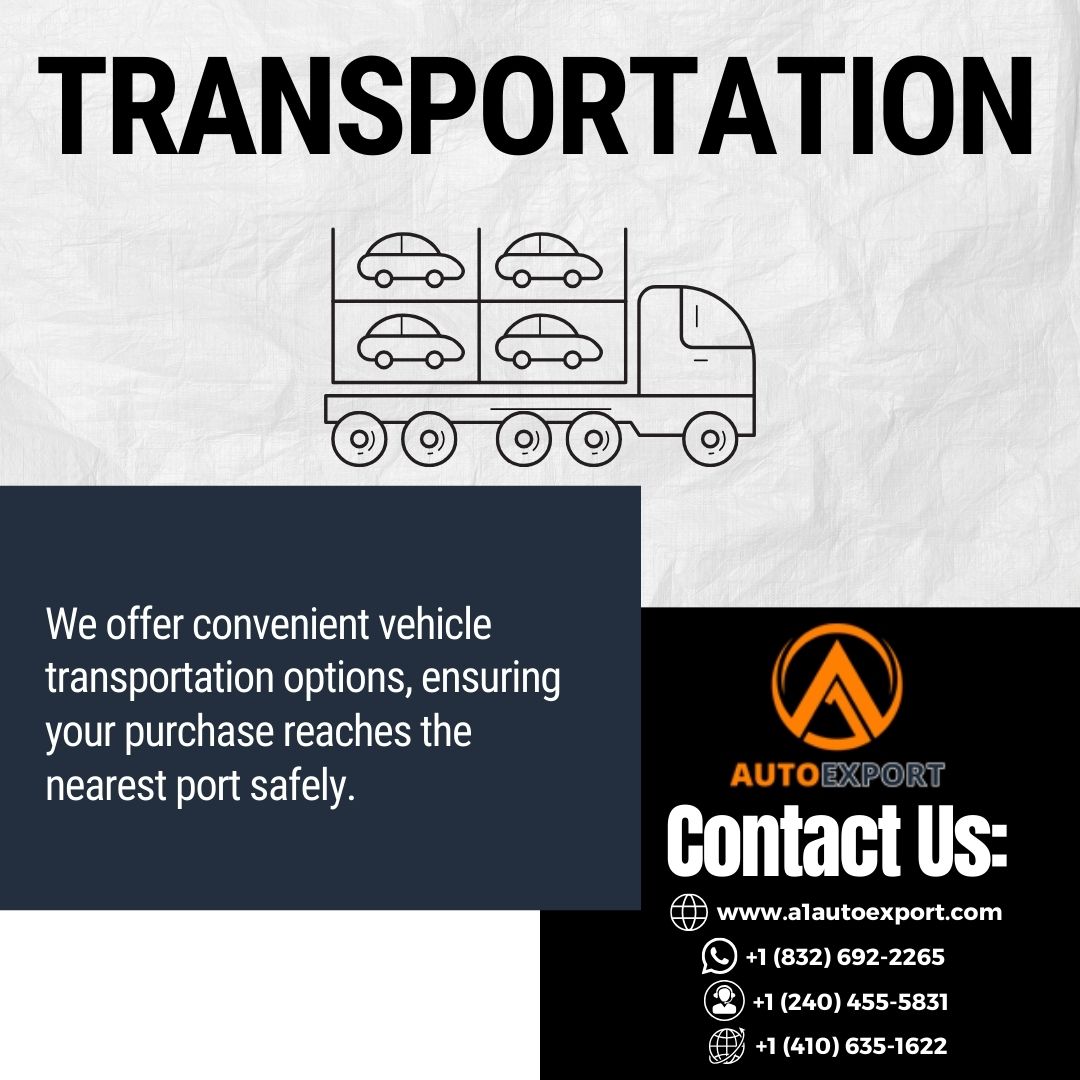 TRANSPORTATION
We offer convenient vehicle
transportation options, ensuring
your purchase reaches the
nearest port safely.
AUTOEXPORT
Contact Us:
www.a1autoexport.com
+1 (832) 692-2265
+1 (240) 455-5831
+1 (410) 635-1622